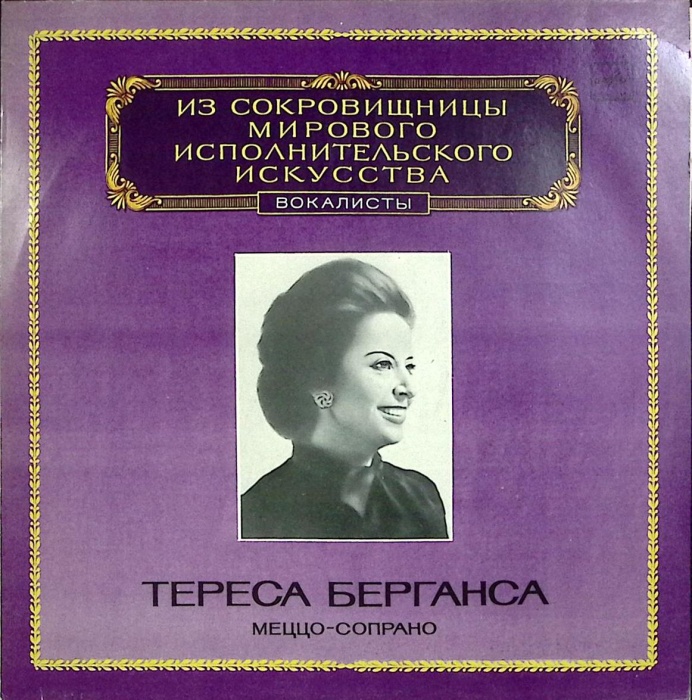 ИЗ СОКРОВИЩНИЦЫ
МИРОВОГО
ИСПОЛНИТЕЛЬСКОГО
ИСКУССТВА
ВОКАЛИСТЫ
ТЕРЕСА БЕРГАНСА
МЕЦЦО-СОПРАНО